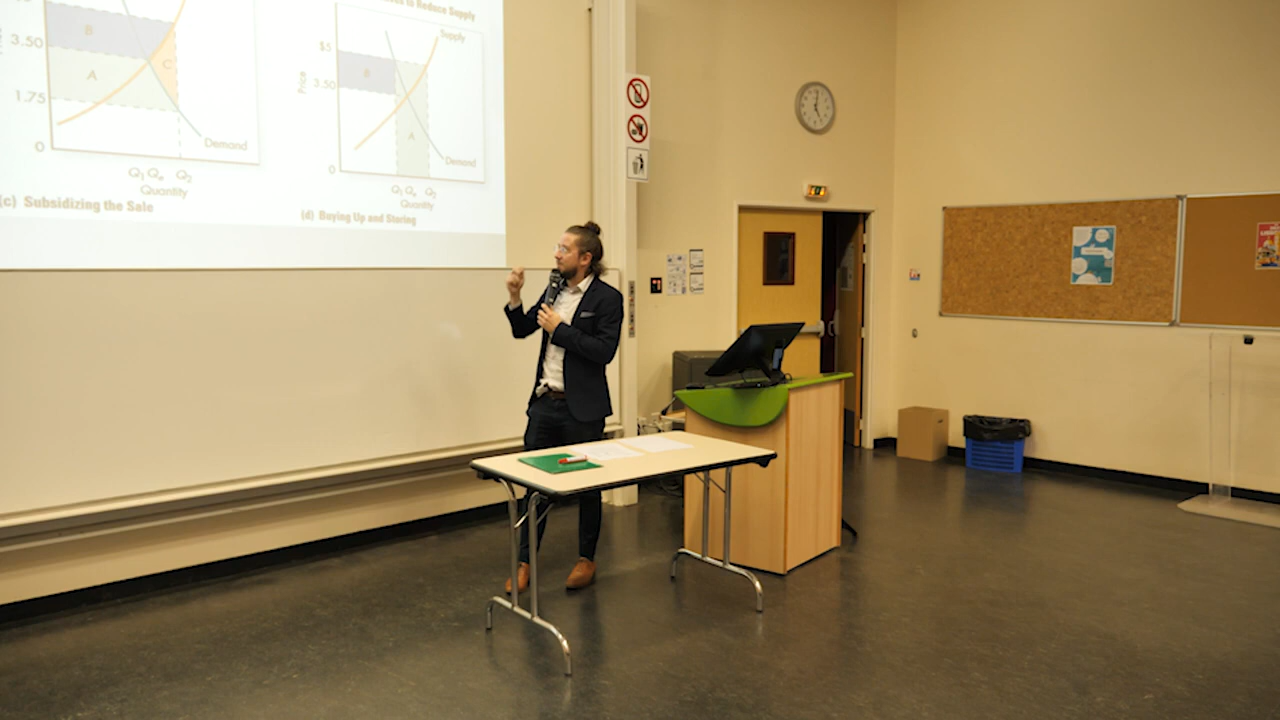 to Reduce Supply
B
3.50
A
C
1.75
0
Demand
Q₁ Qₑ Q₂
Quantity
(c) Subsidizing the Sale
Supply
$5
B
Price
3.50
A
0
Demand
Q₁ Qₑ Q₂
Quantity
(d) Buying Up and Storing